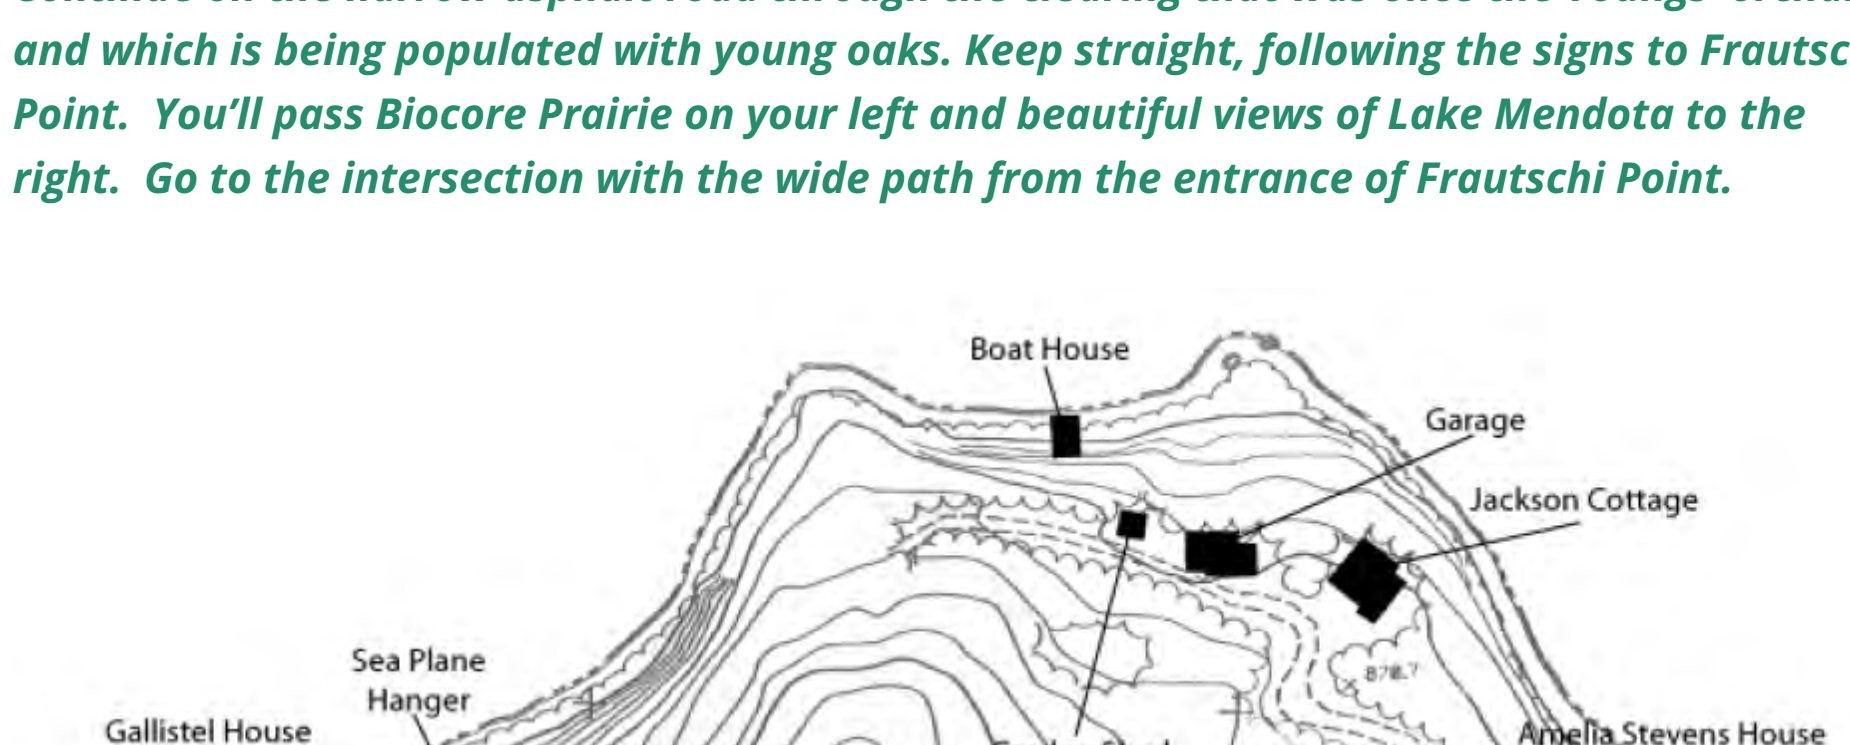 and which is being populated with young oaks. Keep straight, following the signs to Frautsc
Point.  You’ll pass Biocore Prairie on your left and beautiful views of Lake Mendota to the
right.  Go to the intersection with the wide path from the entrance of Frautschi Point.
Boat House
Garage
Jackson Cottage
Sea Plane
Hanger
878.7
Gallistel House
Amelia Stevens House